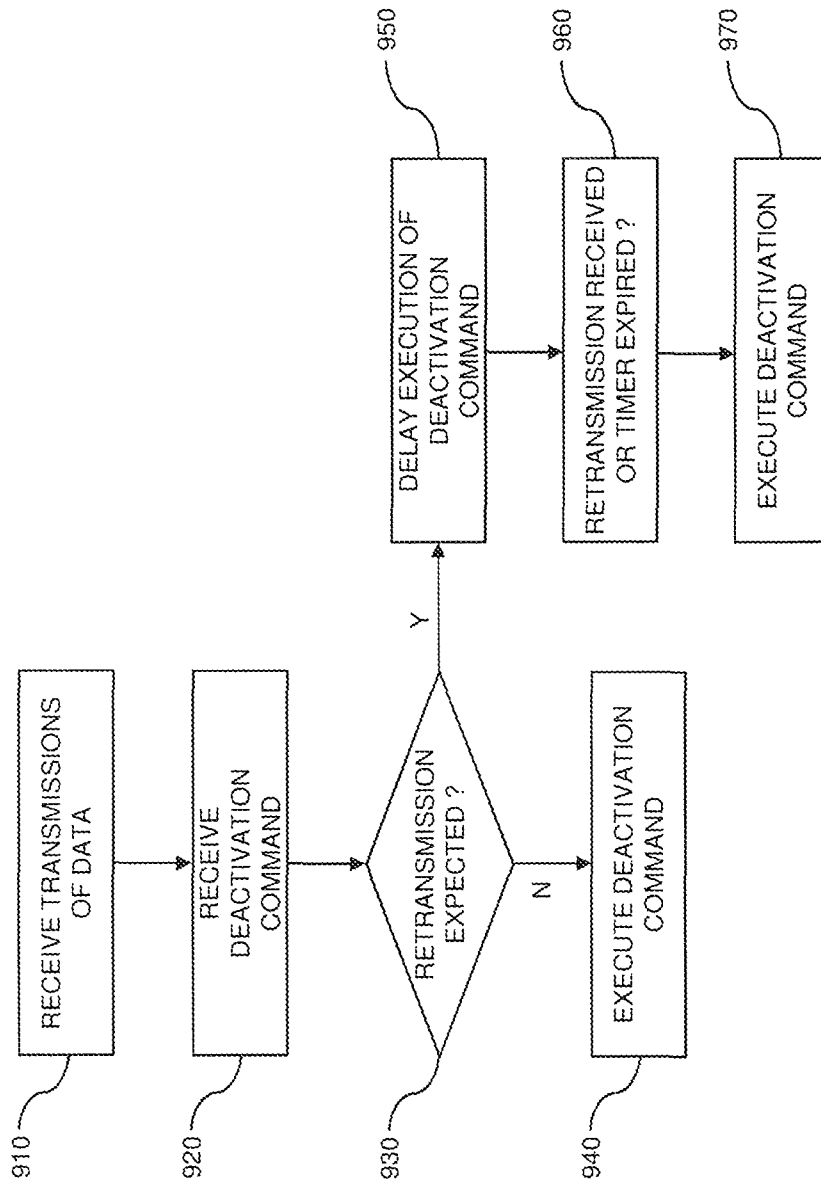 910
RECEIVE TRANSMISSIONS
OF DATA
920
RECEIVE
DEACTIVATION
COMMAND
930
RETRANSMISSION
EXPECTED ?
Y
N
940
EXECUTE DEACTIVATION
COMMAND
950
DELAY EXECUTION OF
DEACTIVATION
COMMAND
960
RETRANSMISSION RECEIVED
OR TIMER EXPIRED ?
970
EXECUTE DEACTIVATION
COMMAND